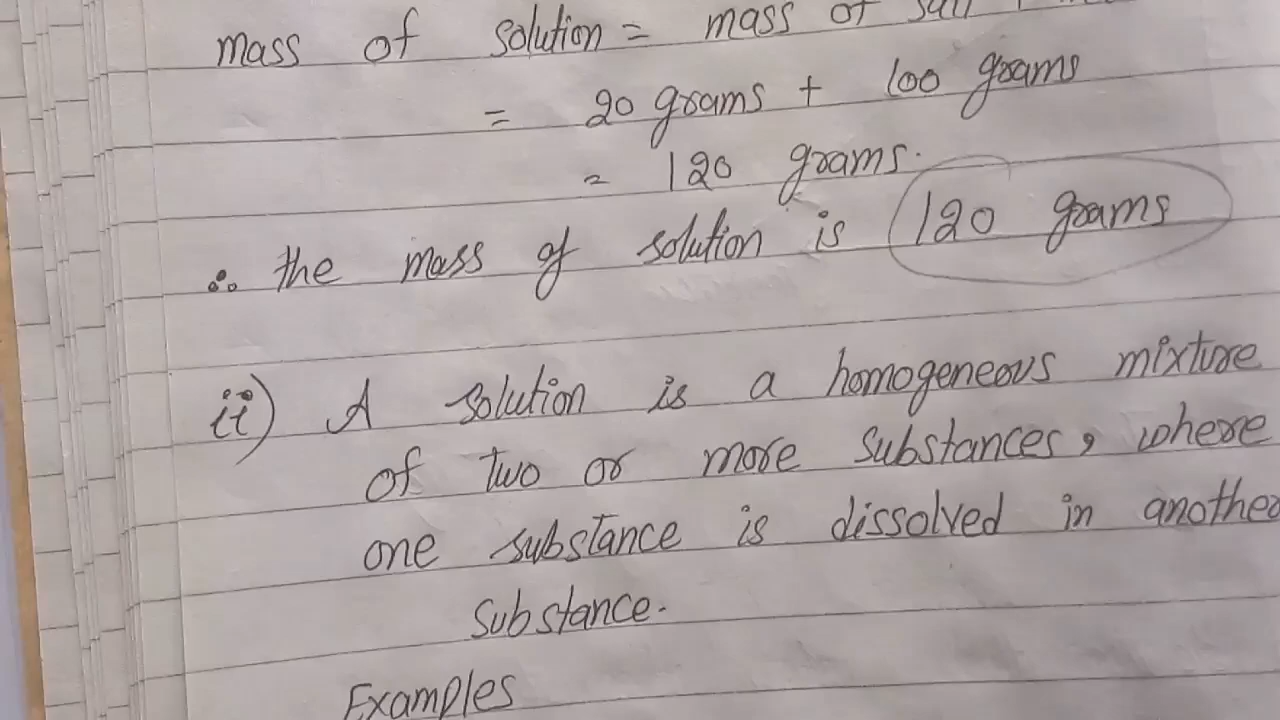 mass of solution = mass of salt +
= 20 grams + 100 grams
= 120 grams.
∴ the mass of solution is 120 grams
ii) A solution is a homogeneous mixture
of two or more substances, where
one substance is dissolved in another
substance.
Examples